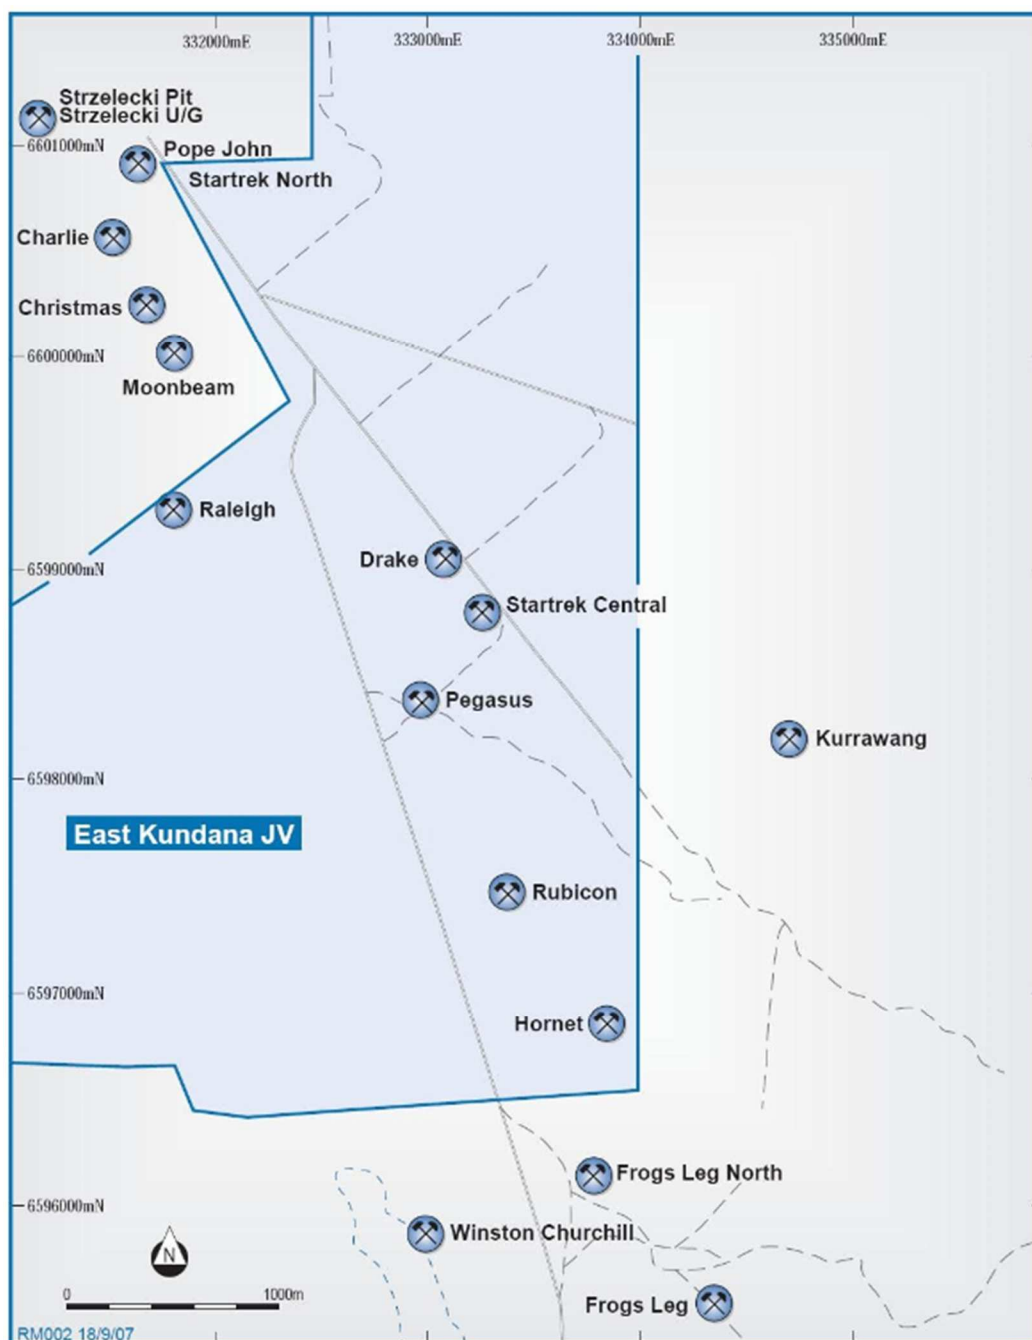 332000mE
333000mE
334000mE
335000mE
Strzelecki Pit
Strzelecki U/G
6601000mN
Pope John
Startrek North
Charlie
Christmas
6600000mN
Moonbeam
Raleigh
Drake
6599000mN
Startrek Central
Pegasus
Kurrawang
6598000mN
East Kundana JV
Rubicon
6597000mN
Hornet
Frogs Leg North
6596000mN
Winston Churchill
N
0
1000m
Frogs Leg
RM002 18/9/07